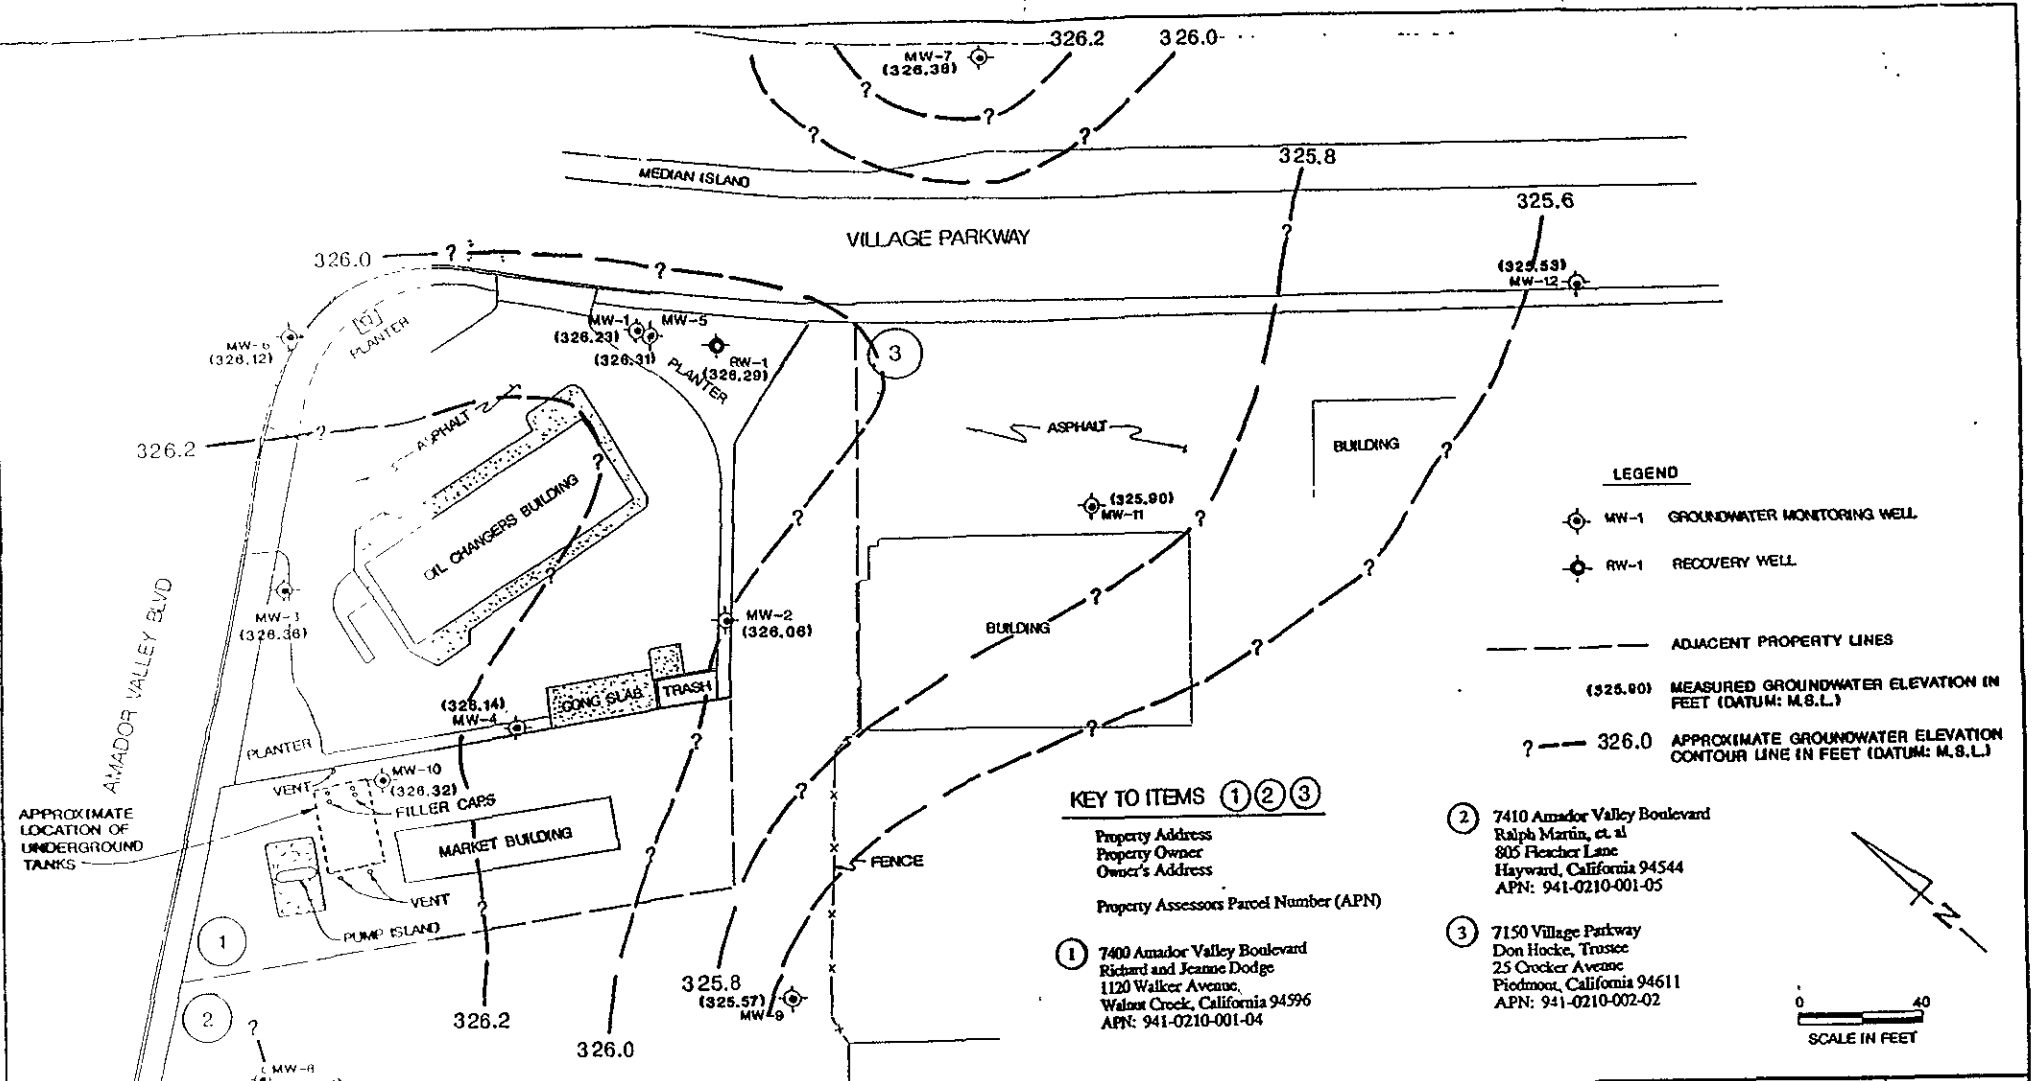 326.2
326.0
MW-7
(326.38)
325.8
MEDIAN ISLAND
325.6
VILLAGE PARKWAY
326.0
(325.53)
MW-12
PLANTER
MW-6
(326.12)
MW-1
MW-5
(326.23)
(326.31)
RW-1
(326.29)
PLANTER
3
326.2
ASPHALT
ASPHALT
BUILDING
OIL CHANGERS BUILDING
(325.90)
MW-11
LEGEND
MW-1 GROUNDWATER MONITORING WELL
RW-1 RECOVERY WELL
ADJACENT PROPERTY LINES
(325.90) MEASURED GROUNDWATER ELEVATION IN
FEET (DATUM: M.S.L.)
? 326.0 APPROXIMATE GROUNDWATER ELEVATION
CONTOUR LINE IN FEET (DATUM: M.S.L.)
AMADOR VALLEY BLVD
MW-3
(326.36)
MW-2
(326.06)
BUILDING
CONC SLAB
TRASH
(326.14)
MW-4
PLANTER
VENT
MW-10
(326.32)
FILLER CAPS
APPROXIMATE
LOCATION OF
UNDERGROUND
TANKS
MARKET BUILDING
VENT
PUMP ISLAND
FENCE
1
2
326.2
326.0
325.8
(325.57)
MW-9
?
MW-8
KEY TO ITEMS 1 2 3
Property Address
Property Owner
Owner's Address
Property Assessors Parcel Number (APN)
1 7400 Amador Valley Boulevard
Richard and Jeanne Dodge
1120 Walker Avenue,
Walnut Creek, California 94596
APN: 941-0210-001-04
2 7410 Amador Valley Boulevard
Ralph Martin, et al
805 Fletcher Lane
Hayward, California 94544
APN: 941-0210-001-05
3 7150 Village Parkway
Don Hocke, Trustee
25 Crocker Avenue
Piedmont, California 94611
APN: 941-0210-002-02
N
0 40
SCALE IN FEET